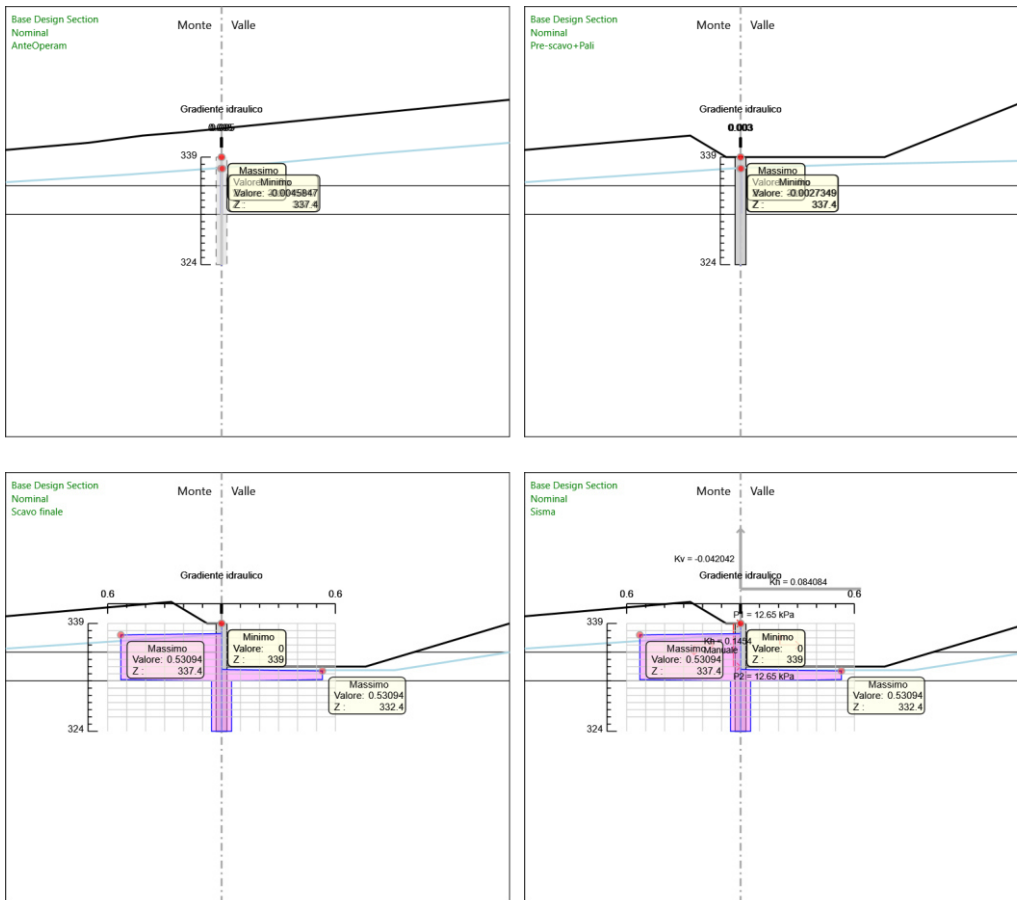 Base Design Section
Nominal
AnteOperam
Monte
Valle
Gradiente idraulico
339
Massimo
Minimo
Valore: -0.0045847
Z : 337.4
324
Base Design Section
Nominal
Pre-scavo+Pali
Monte
Valle
Gradiente idraulico
0.003
339
Massimo
Minimo
Valore: -0.0027349
Z : 337.4
324
Base Design Section
Nominal
Scavo finale
Monte
Valle
Gradiente idraulico
0.6
0.6
339
Massimo
Valore: 0.53094
Z : 337.4
Minimo
Valore: 0
Z : 339
Massimo
Valore: 0.53094
Z : 332.4
324
Base Design Section
Nominal
Sisma
Monte
Valle
Kv = -0.042042
Gradiente idraulico
Kh = 0.084084
0.6
0.6
P1 = 12.65 kPa
339
Kh = 0.1454
Manuale
Massimo
Valore: 0.53094
Z : 337.4
Minimo
Valore: 0
Z : 339
P2 = 12.65 kPa
Massimo
Valore: 0.53094
Z : 332.4
324